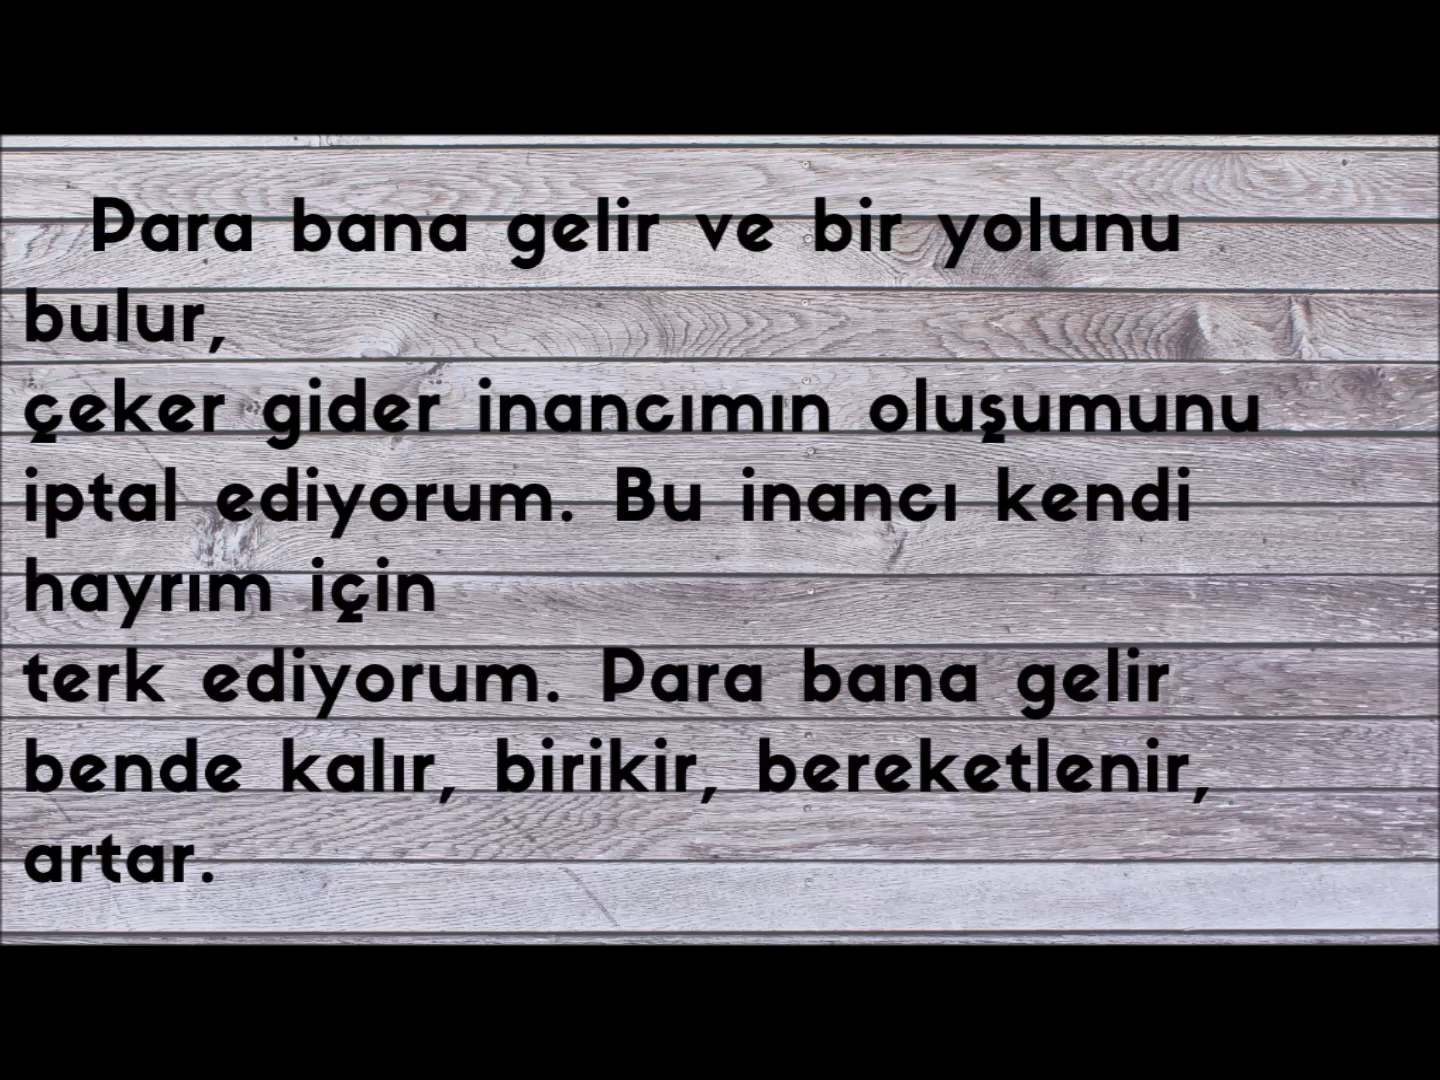 Para bana gelir ve bir yolunu
bulur,
çeker gider inancımın oluşumunu
iptal ediyorum. Bu inancı kendi
hayrım için
terk ediyorum. Para bana gelir
bende kalır, birikir, bereketlenir,
artar.